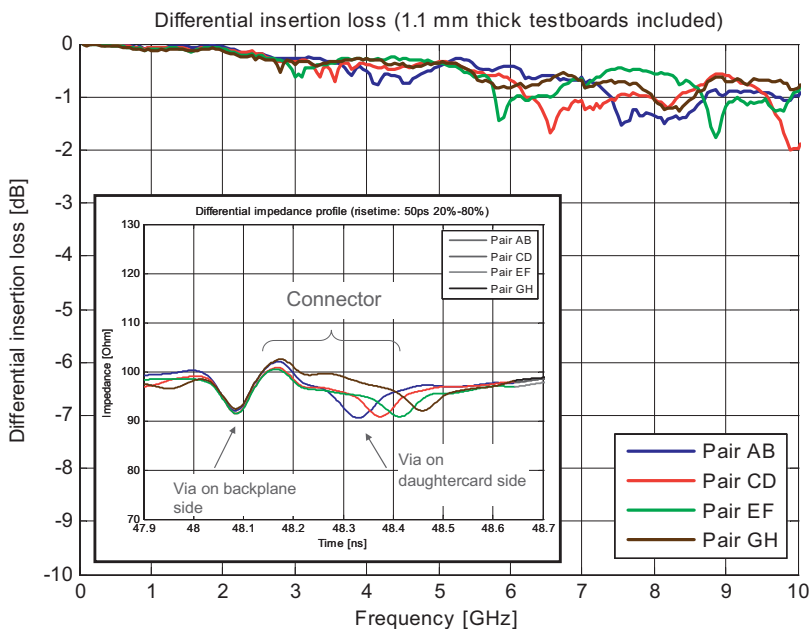 Differential insertion loss (1.1 mm thick testboards included)
Differential insertion loss [dB]
0
-1
-2
-3
-4
-5
-6
-7
-8
-9
-10
0 1 2 3 4 5 6 7 8 9 10
Frequency [GHz]
Pair AB
Pair CD
Pair EF
Pair GH
Differential impedance profile (risetime: 50ps 20%-80%)
Impedance [Ohm]
130
120
110
100
90
80
70
47.9 48 48.1 48.2 48.3 48.4 48.5 48.6 48.7
Time [ns]
Pair AB
Pair CD
Pair EF
Pair GH
Connector
Via on backplane
side
Via on
daughtercard side